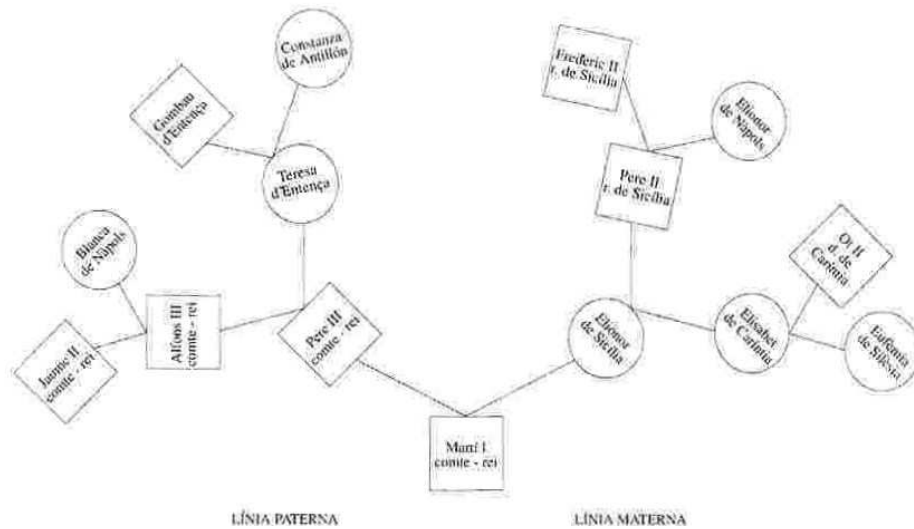 Constanza
de Antillón
Gombau
d'Entença
Teresa
d'Entença
Blanca
de Nàpols
Jaume II
comte - rei
Alfons III
comte - rei
Pere III
comte - rei
Frederic II
r. de Sicília
Elionor
de Nàpols
Pere II
r. de Sicília
Ot II
d. de
Caríntia
Elionor
de Sicília
Elisabet
de Caríntia
Eufèmia
de Silèsia
Martí I
comte - rei
LÍNIA PATERNA
LÍNIA MATERNA